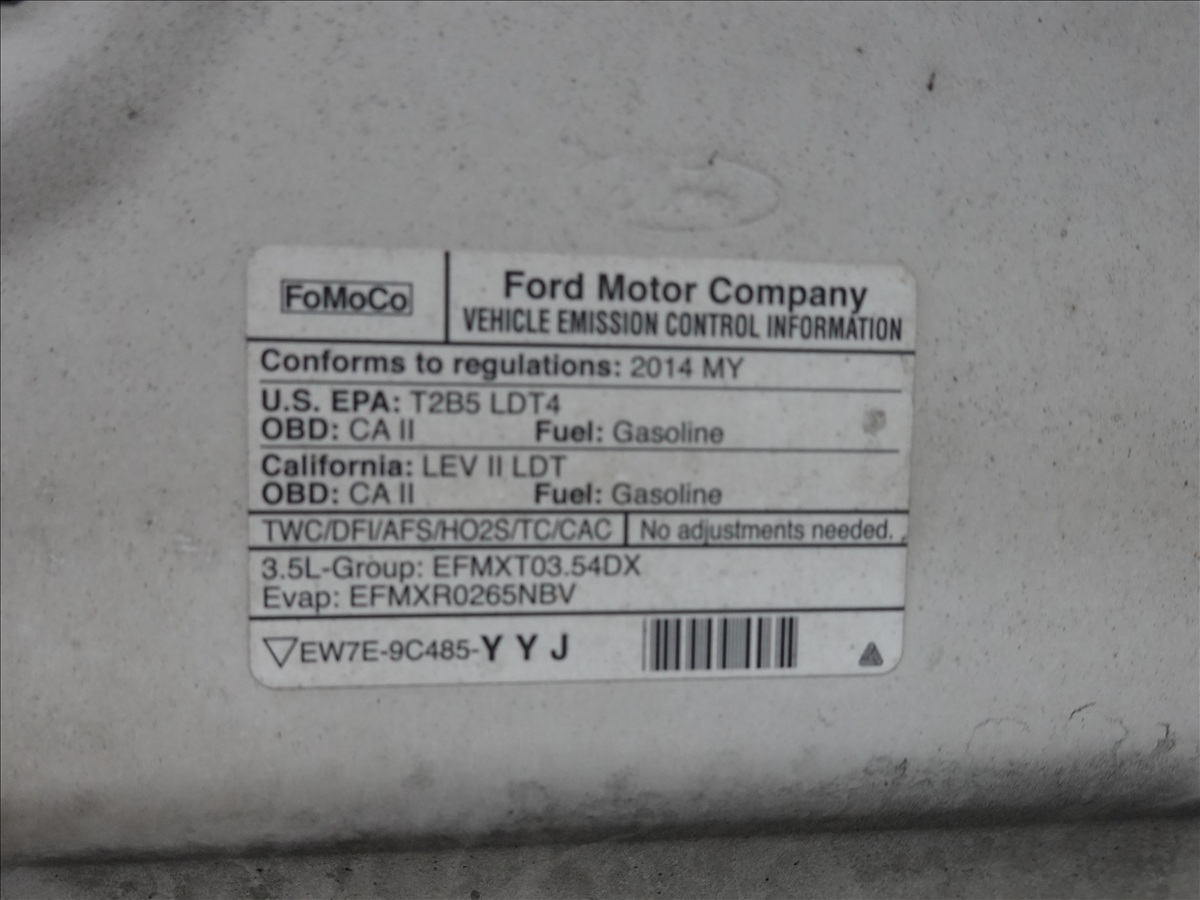 FoMoCo
Ford Motor Company
VEHICLE EMISSION CONTROL INFORMATION
Conforms to regulations: 2014 MY
U.S. EPA: T2B5 LDT4
OBD: CA II Fuel: Gasoline
California: LEV II LDT
OBD: CA II Fuel: Gasoline
TWC/DFI/AFS/HO2S/TC/CAC No adjustments needed.
3.5L-Group: EFMXT03.54DX
Evap: EFMXR0265NBV
EW7E-9C485-Y Y J